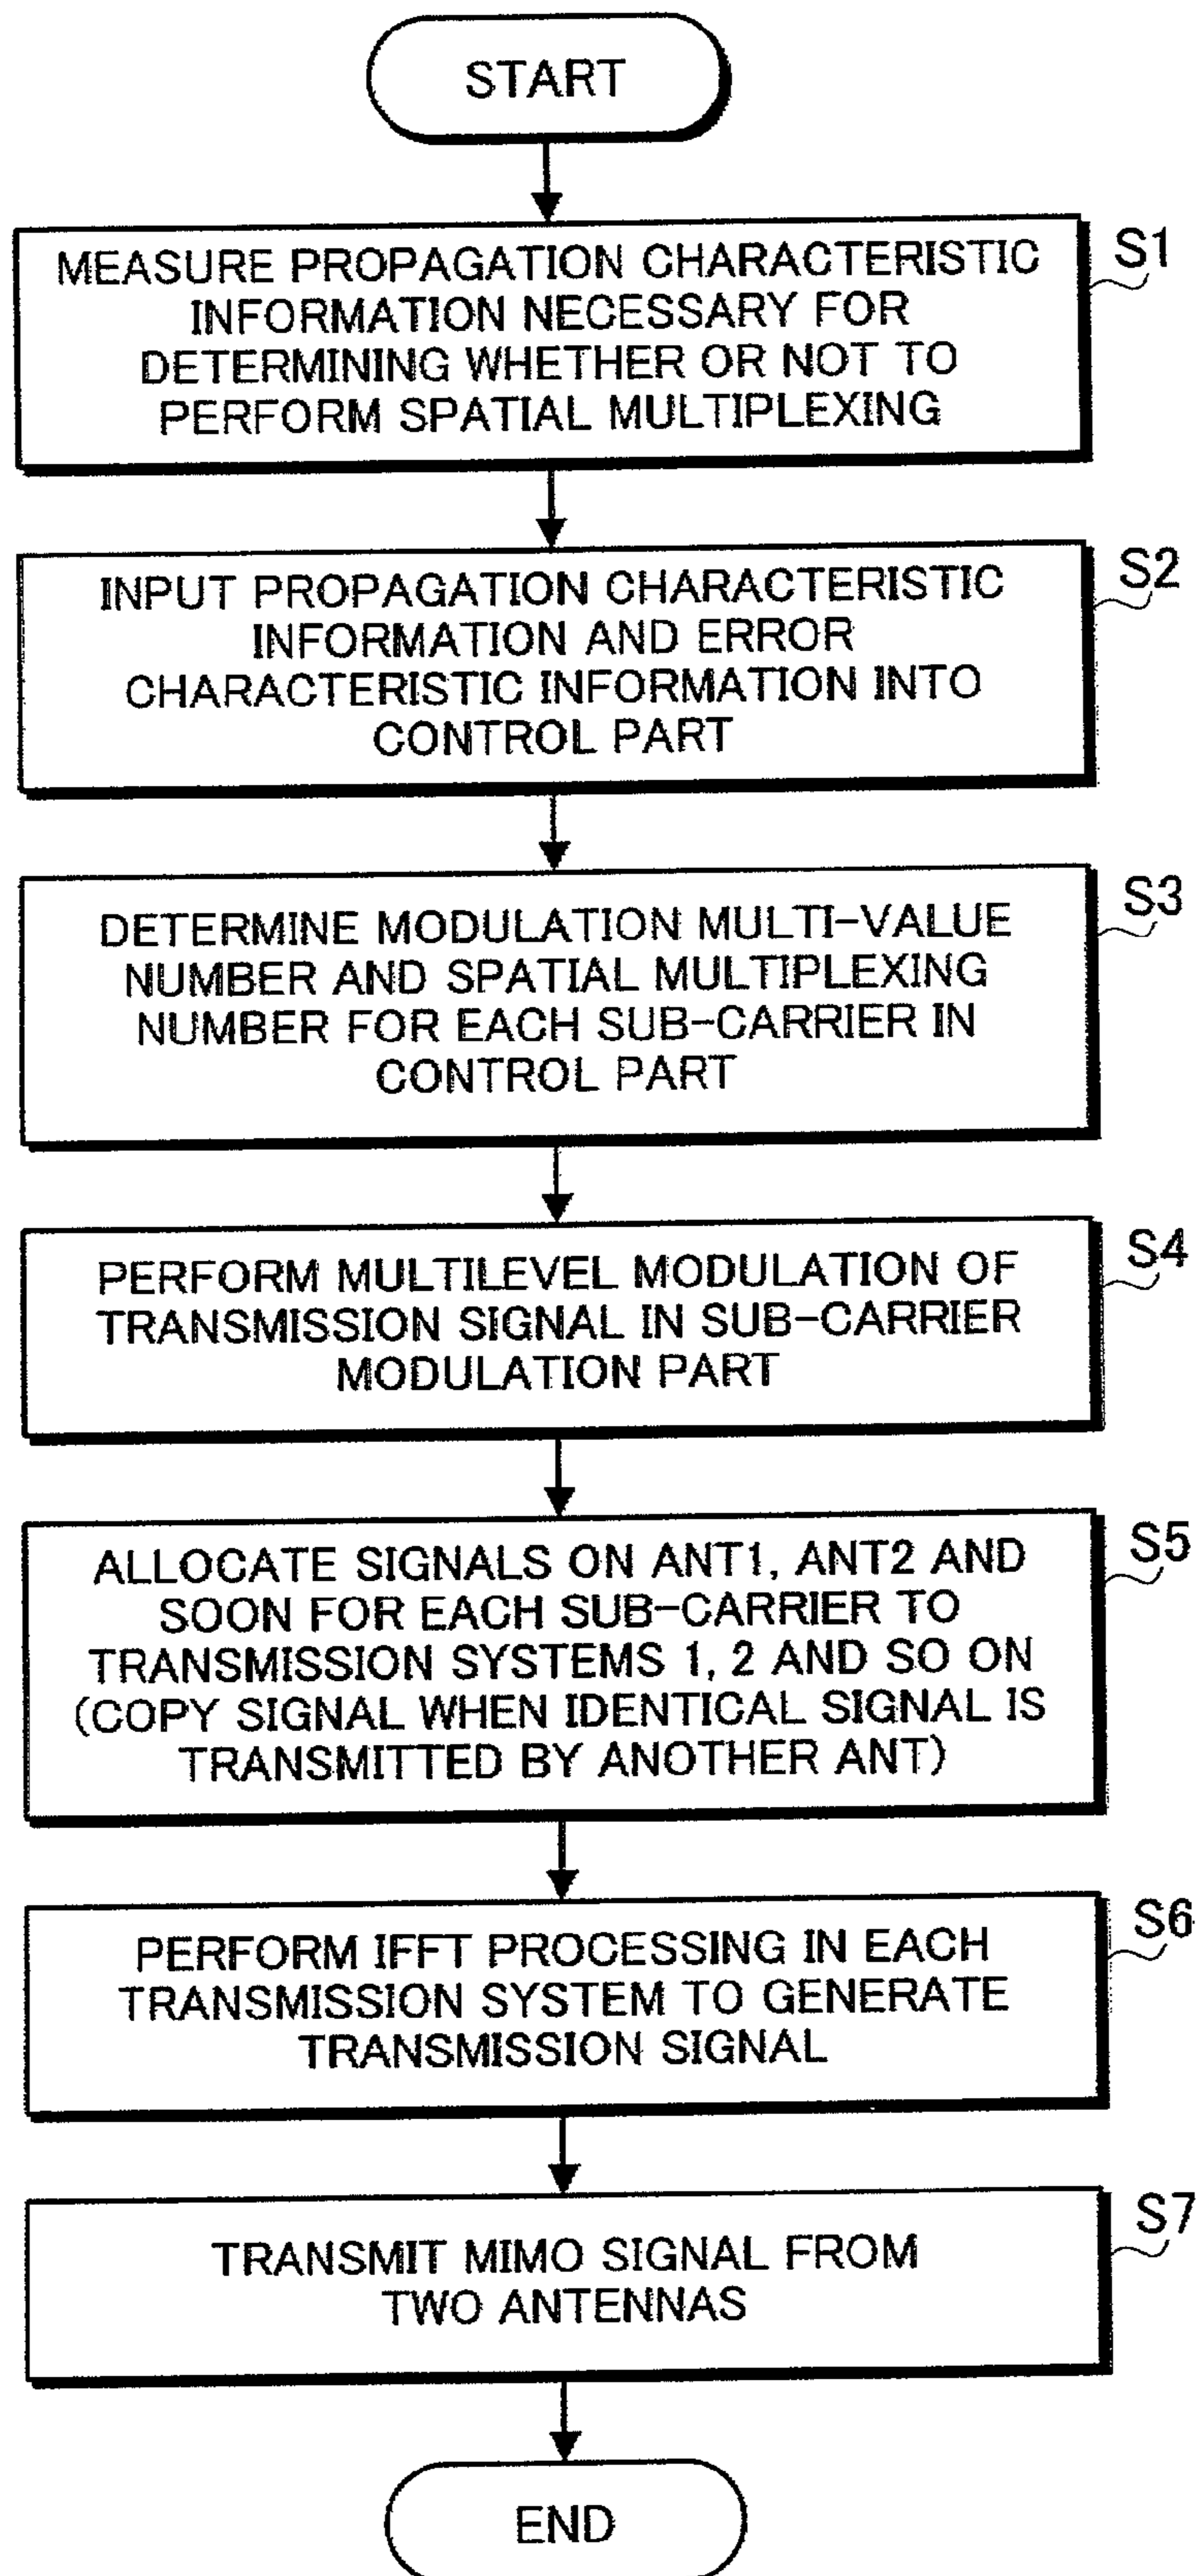 START
MEASURE PROPAGATION CHARACTERISTIC
INFORMATION NECESSARY FOR
DETERMINING WHETHER OR NOT TO
PERFORM SPATIAL MULTIPLEXING
S1
INPUT PROPAGATION CHARACTERISTIC
INFORMATION AND ERROR
CHARACTERISTIC INFORMATION INTO
CONTROL PART
S2
DETERMINE MODULATION MULTI-VALUE
NUMBER AND SPATIAL MULTIPLEXING
NUMBER FOR EACH SUB-CARRIER IN
CONTROL PART
S3
PERFORM MULTILEVEL MODULATION OF
TRANSMISSION SIGNAL IN SUB-CARRIER
MODULATION PART
S4
ALLOCATE SIGNALS ON ANT1, ANT2 AND
SOON FOR EACH SUB-CARRIER TO
TRANSMISSION SYSTEMS 1, 2 AND SO ON
(COPY SIGNAL WHEN IDENTICAL SIGNAL IS
TRANSMITTED BY ANOTHER ANT)
S5
PERFORM IFFT PROCESSING IN EACH
TRANSMISSION SYSTEM TO GENERATE
TRANSMISSION SIGNAL
S6
TRANSMIT MIMO SIGNAL FROM
TWO ANTENNAS
S7
END